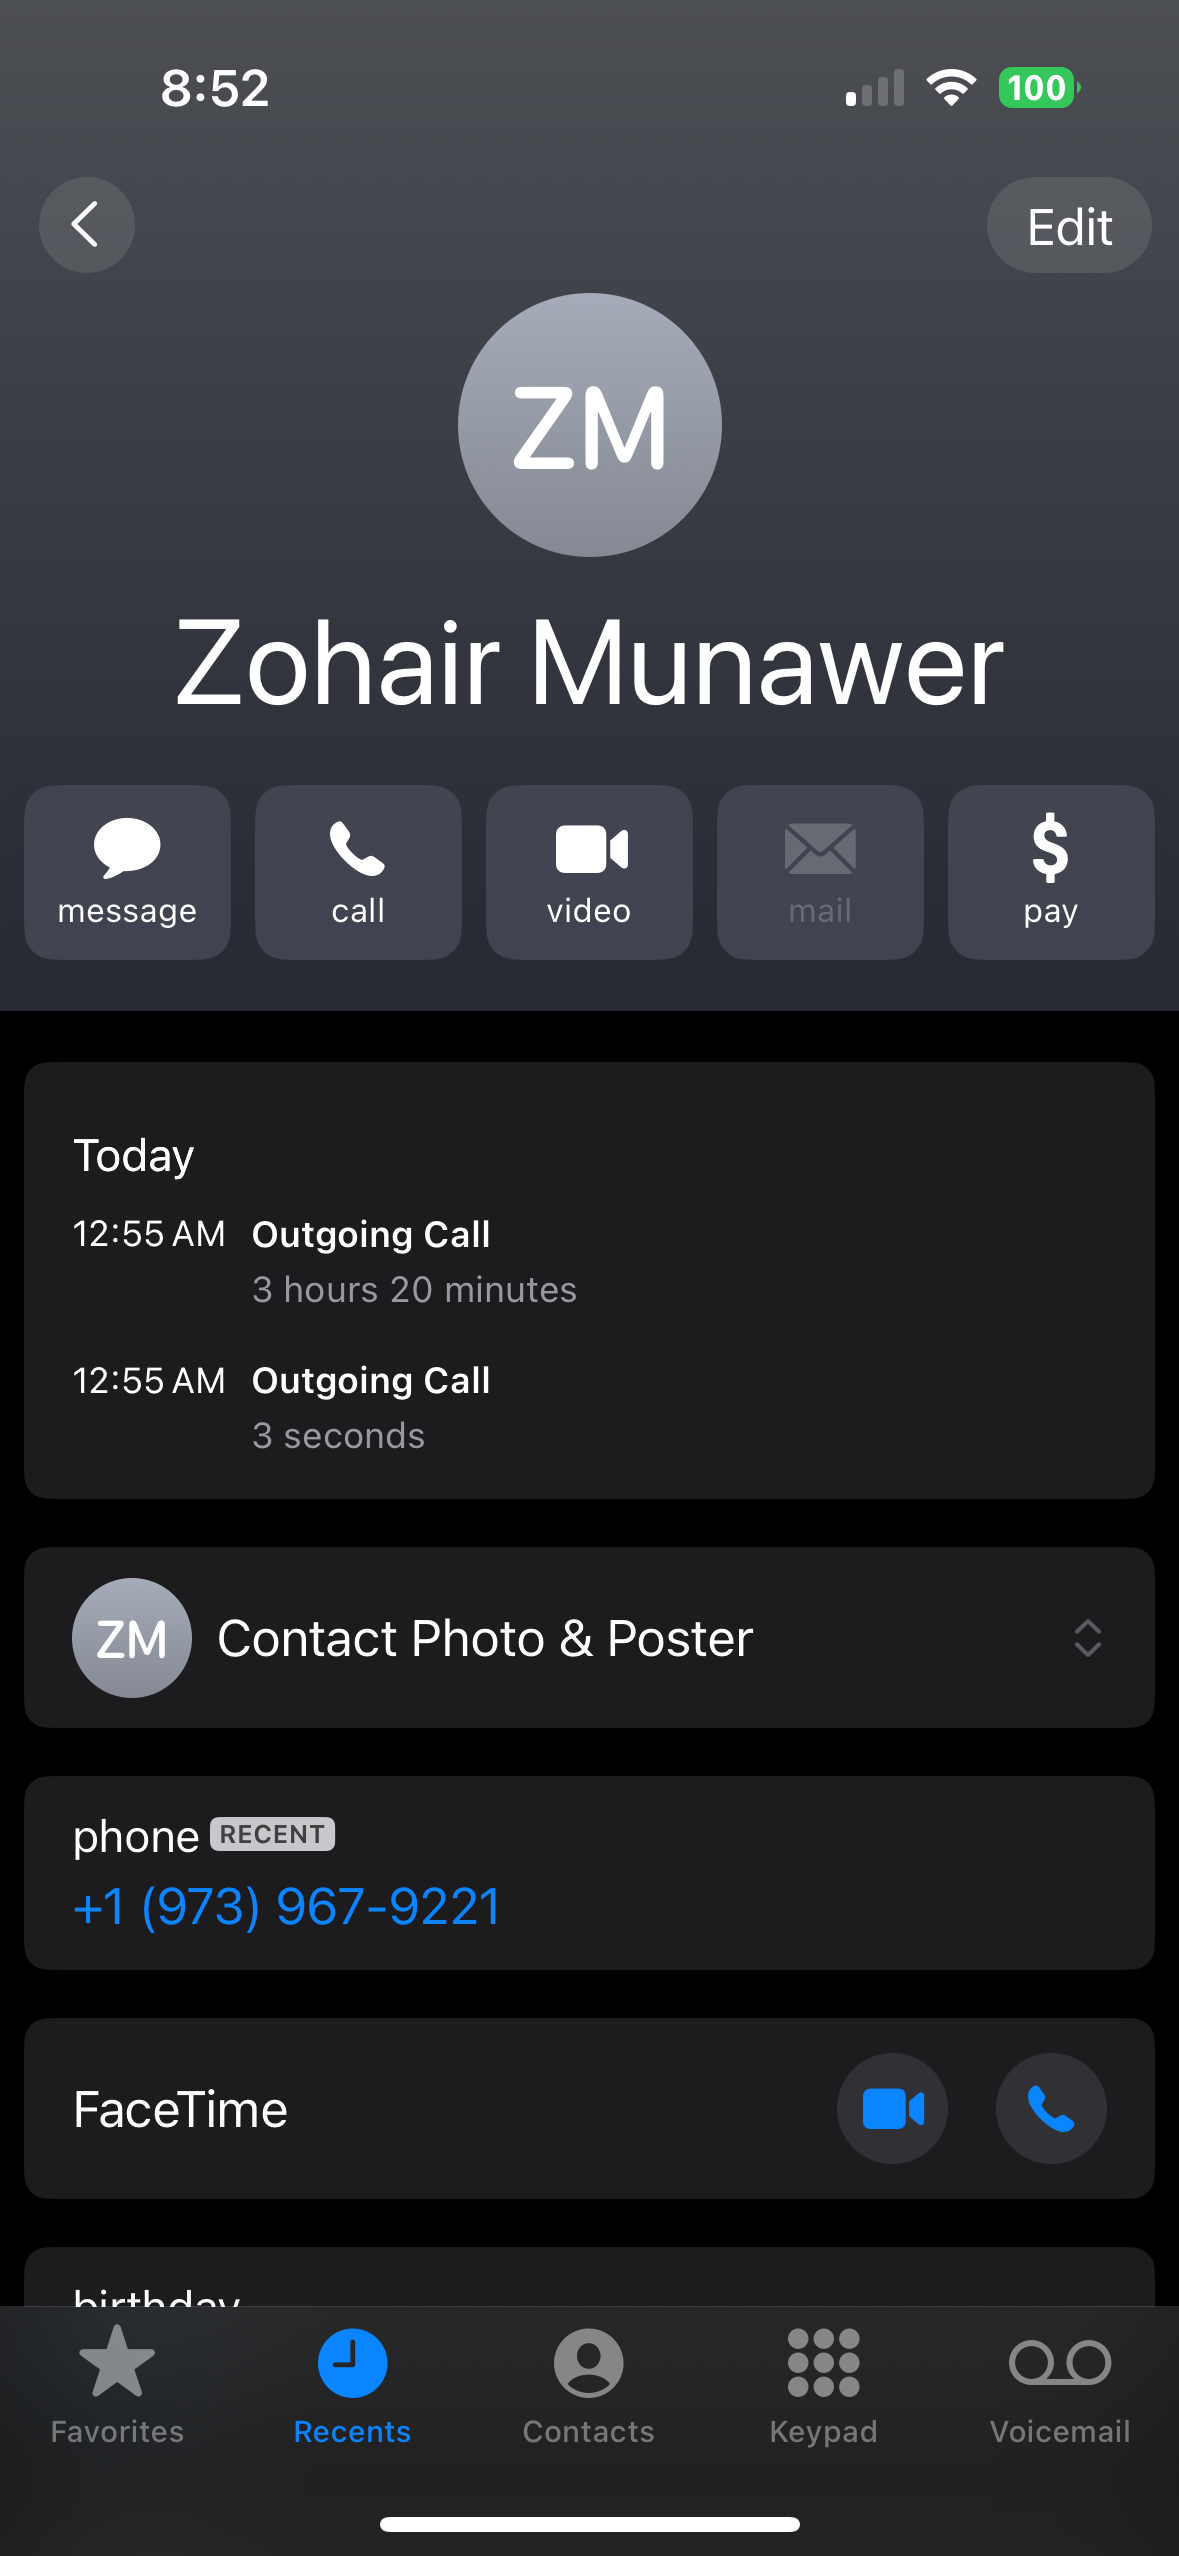 8:52
100
Edit
ZM
Zohair Munawer
message
call
video
mail
pay
Today
12:55 AM Outgoing Call
3 hours 20 minutes
12:55 AM Outgoing Call
3 seconds
ZM Contact Photo & Poster
phone RECENT
+1 (973) 967-9221
FaceTime
birthday
Favorites
Recents
Contacts
Keypad
Voicemail